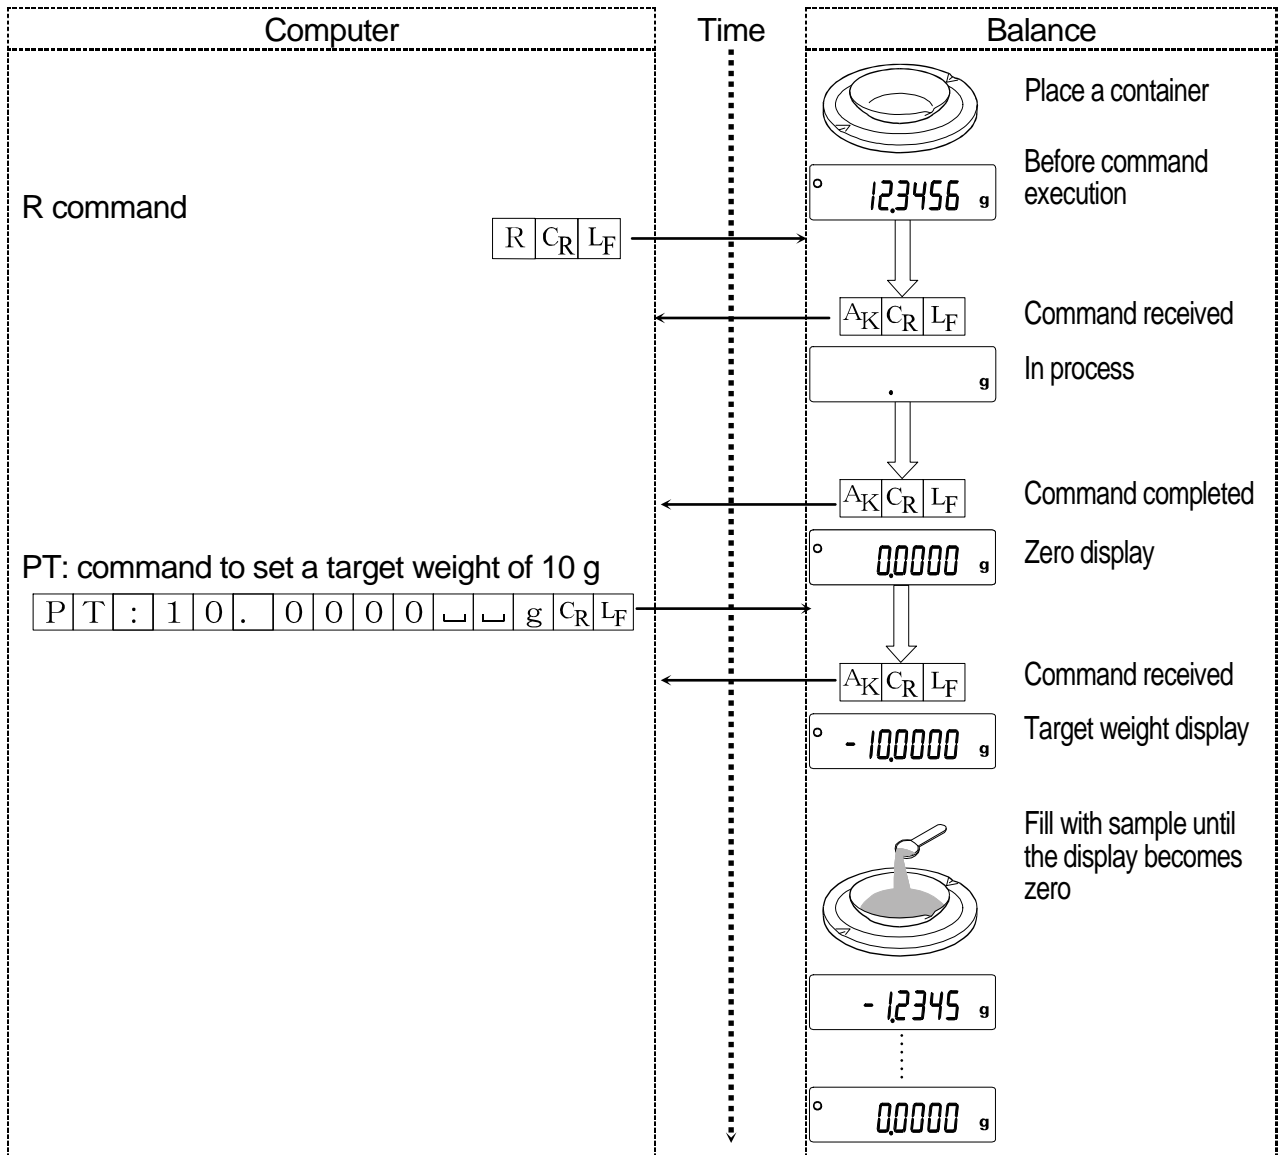 Computer
Time
Balance
Place a container
Before command
execution
12.3456 g
R command
R CR LF
AK CR LF
Command received
. g
In process
AK CR LF
Command completed
0.0000 g
Zero display
PT: command to set a target weight of 10 g
P T : 1 0 . 0 0 0 0 ␣ ␣ g CR LF
AK CR LF
Command received
- 10.0000 g
Target weight display
Fill with sample until
the display becomes
zero
- 1.2345 g
0.0000 g